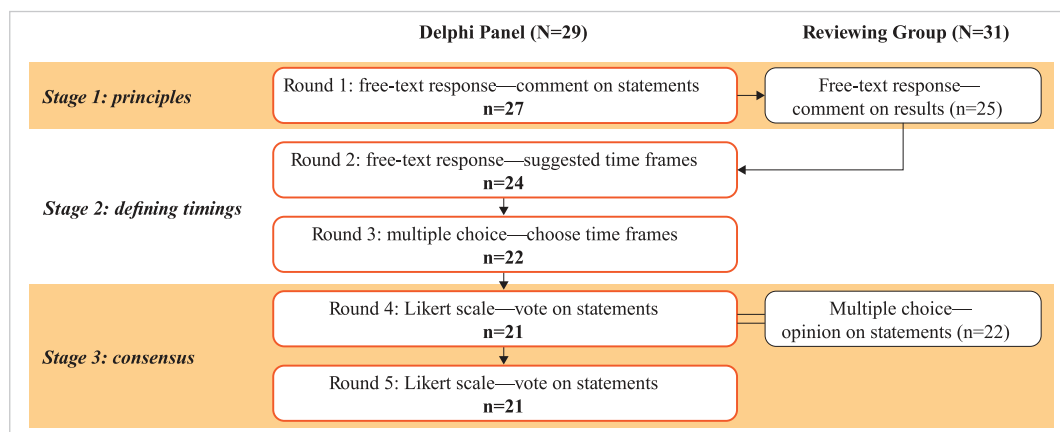 Delphi Panel (N=29)
Reviewing Group (N=31)
Stage 1: principles
Round 1: free-text response—comment on statements
n=27
Free-text response—
comment on results (n=25)
Stage 2: defining timings
Round 2: free-text response—suggested time frames
n=24
Round 3: multiple choice—choose time frames
n=22
Stage 3: consensus
Round 4: Likert scale—vote on statements
n=21
Multiple choice—
opinion on statements (n=22)
Round 5: Likert scale—vote on statements
n=21